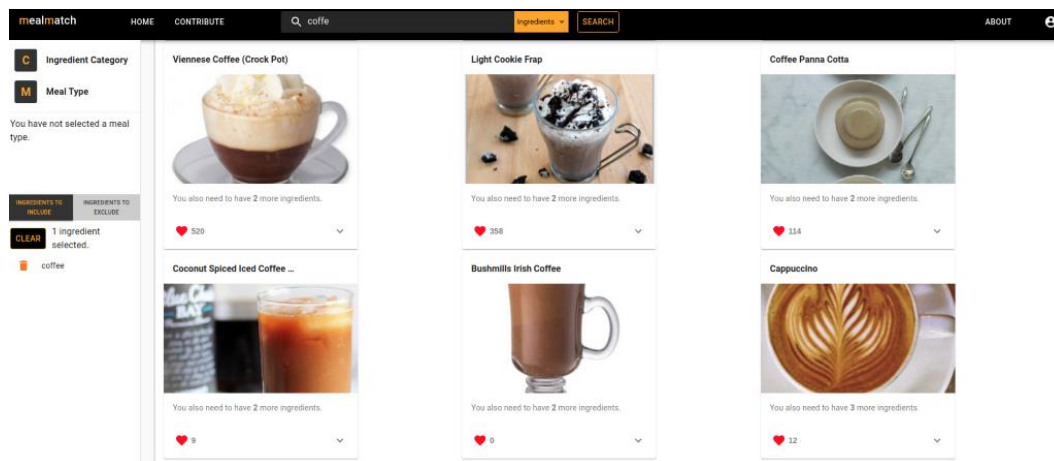 mealmatch HOME CONTRIBUTE coffe Ingredients SEARCH ABOUT
C Ingredient Category
M Meal Type
You have not selected a meal
type.
INGREDIENTS TO
INCLUDE
INGREDIENTS TO
EXCLUDE
CLEAR
1 ingredient
selected.
coffee
Viennese Coffee (Crock Pot)
You also need to have 2 more ingredients.
520
Light Cookie Frap
You also need to have 2 more ingredients.
358
Coffee Panna Cotta
You also need to have 2 more ingredients.
114
Coconut Spiced Iced Coffee ...
BAY
You also need to have 2 more ingredients.
9
Bushmills Irish Coffee
You also need to have 2 more ingredients.
0
Cappuccino
You also need to have 3 more ingredients.
12